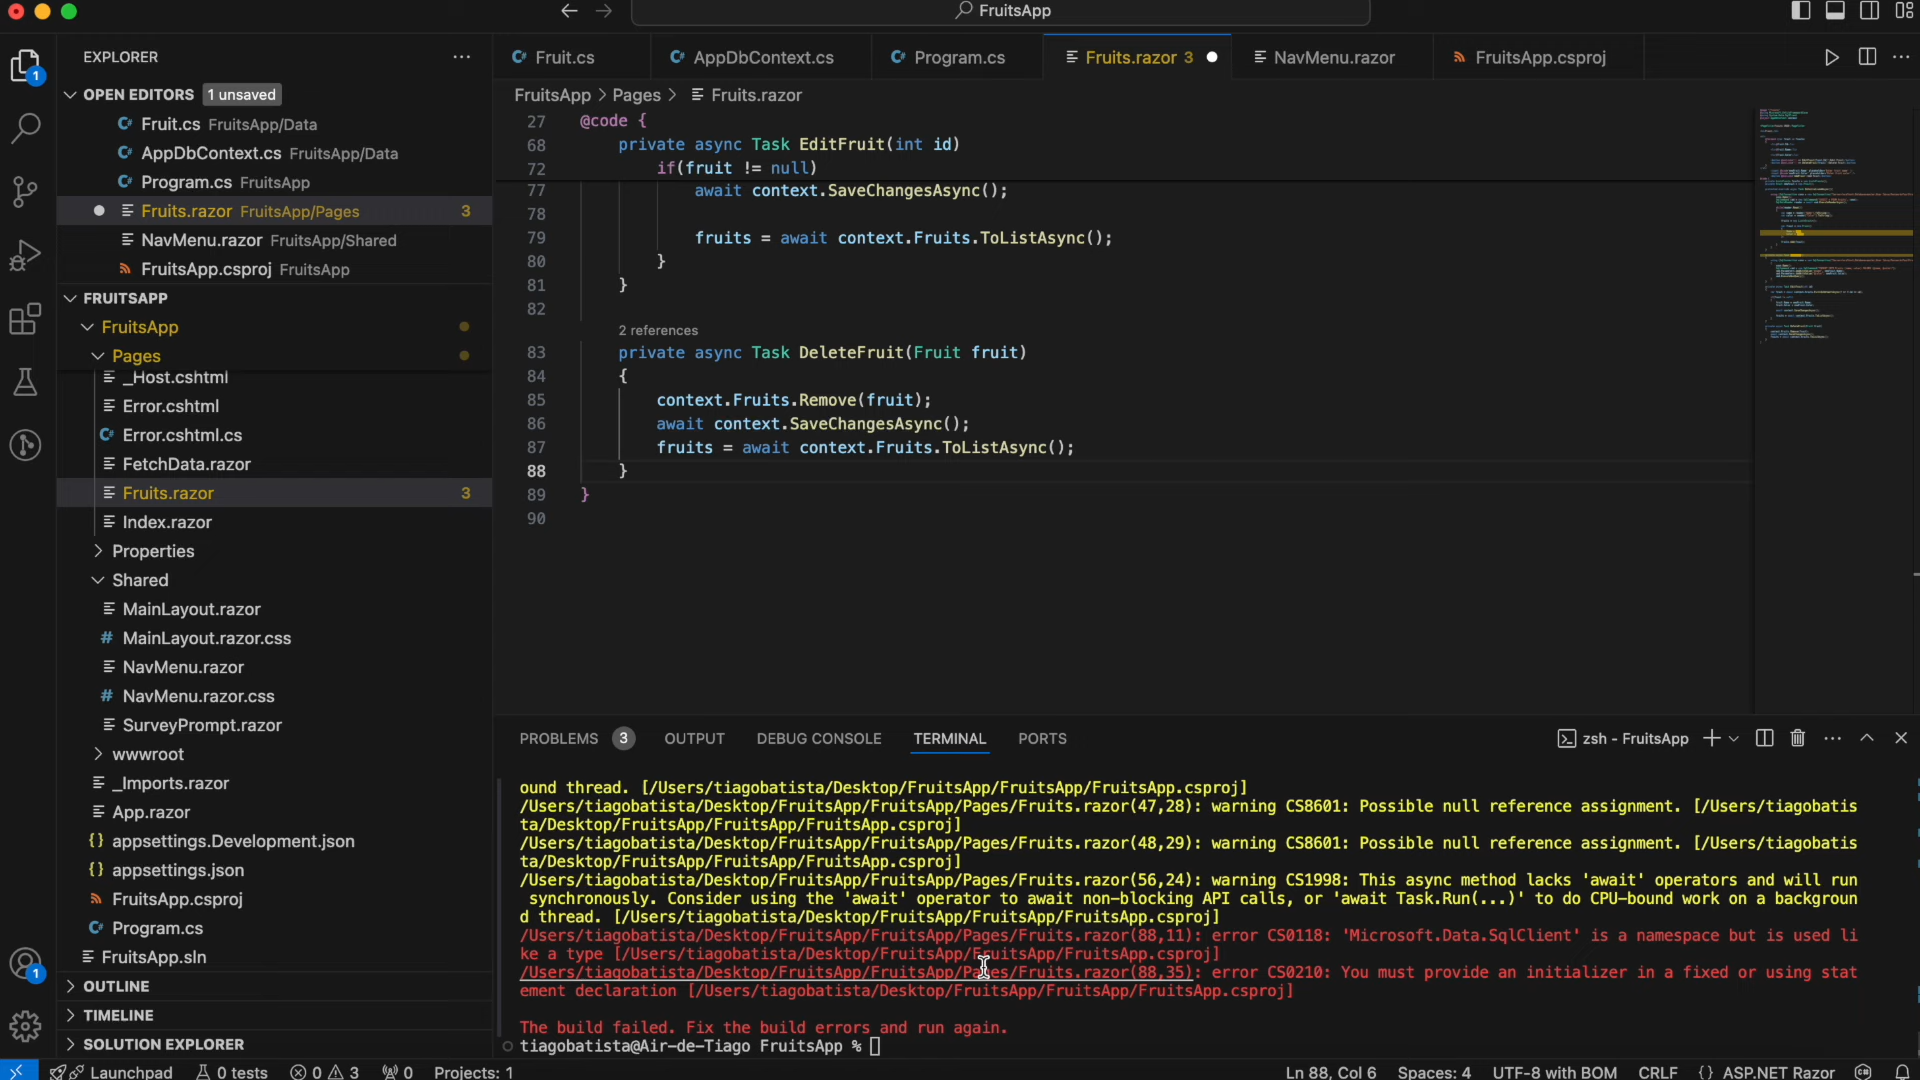 FruitsApp
EXPLORER
OPEN EDITORS 1 unsaved
Fruit.cs FruitsApp/Data
AppDbContext.cs FruitsApp/Data
Program.cs FruitsApp
Fruits.razor FruitsApp/Pages 3
NavMenu.razor FruitsApp/Shared
FruitsApp.csproj FruitsApp
FRUITSAPP
FruitsApp
Pages
_Host.cshtml
Error.cshtml
Error.cshtml.cs
FetchData.razor
Fruits.razor 3
Index.razor
Properties
Shared
MainLayout.razor
MainLayout.razor.css
NavMenu.razor
NavMenu.razor.css
SurveyPrompt.razor
wwwroot
_Imports.razor
App.razor
appsettings.Development.json
appsettings.json
FruitsApp.csproj
Program.cs
FruitsApp.sln
OUTLINE
TIMELINE
SOLUTION EXPLORER
1
1
Fruit.cs AppDbContext.cs Program.cs Fruits.razor 3 NavMenu.razor FruitsApp.csproj
FruitsApp > Pages > Fruits.razor
27 @code {
68 private async Task EditFruit(int id)
72 if(fruit != null)
77 await context.SaveChangesAsync();
78
79 fruits = await context.Fruits.ToListAsync();
80 }
81 }
82
2 references
83 private async Task DeleteFruit(Fruit fruit)
84 {
85 context.Fruits.Remove(fruit);
86 await context.SaveChangesAsync();
87 fruits = await context.Fruits.ToListAsync();
88 }
89 }
90
PROBLEMS 3 OUTPUT DEBUG CONSOLE TERMINAL PORTS zsh - FruitsApp
ound thread. [/Users/tiagobatista/Desktop/FruitsApp/FruitsApp/FruitsApp.csproj]
/Users/tiagobatista/Desktop/FruitsApp/FruitsApp/Pages/Fruits.razor(47,28): warning CS8601: Possible null reference assignment. [/Users/tiagobatis
ta/Desktop/FruitsApp/FruitsApp/FruitsApp.csproj]
/Users/tiagobatista/Desktop/FruitsApp/FruitsApp/Pages/Fruits.razor(48,29): warning CS8601: Possible null reference assignment. [/Users/tiagobatis
ta/Desktop/FruitsApp/FruitsApp/FruitsApp.csproj]
/Users/tiagobatista/Desktop/FruitsApp/FruitsApp/Pages/Fruits.razor(56,24): warning CS1998: This async method lacks 'await' operators and will run
synchronously. Consider using the 'await' operator to await non-blocking API calls, or 'await Task.Run(...)' to do CPU-bound work on a backgroun
d thread. [/Users/tiagobatista/Desktop/FruitsApp/FruitsApp/FruitsApp.csproj]
/Users/tiagobatista/Desktop/FruitsApp/FruitsApp/Pages/Fruits.razor(88,11): error CS0118: 'Microsoft.Data.SqlClient' is a namespace but is used li
ke a type [/Users/tiagobatista/Desktop/FruitsApp/FruitsApp/FruitsApp.csproj]
/Users/tiagobatista/Desktop/FruitsApp/FruitsApp/Pages/Fruits.razor(88,35): error CS0210: You must provide an initializer in a fixed or using stat
ement declaration [/Users/tiagobatista/Desktop/FruitsApp/FruitsApp/FruitsApp.csproj]
The build failed. Fix the build errors and run again.
tiagobatista@Air-de-Tiago FruitsApp %
Launchpad 0 tests 0 3 0 Projects: 1 Ln 88, Col 6 Spaces: 4 UTF-8 with BOM CRLF {} ASP.NET Razor